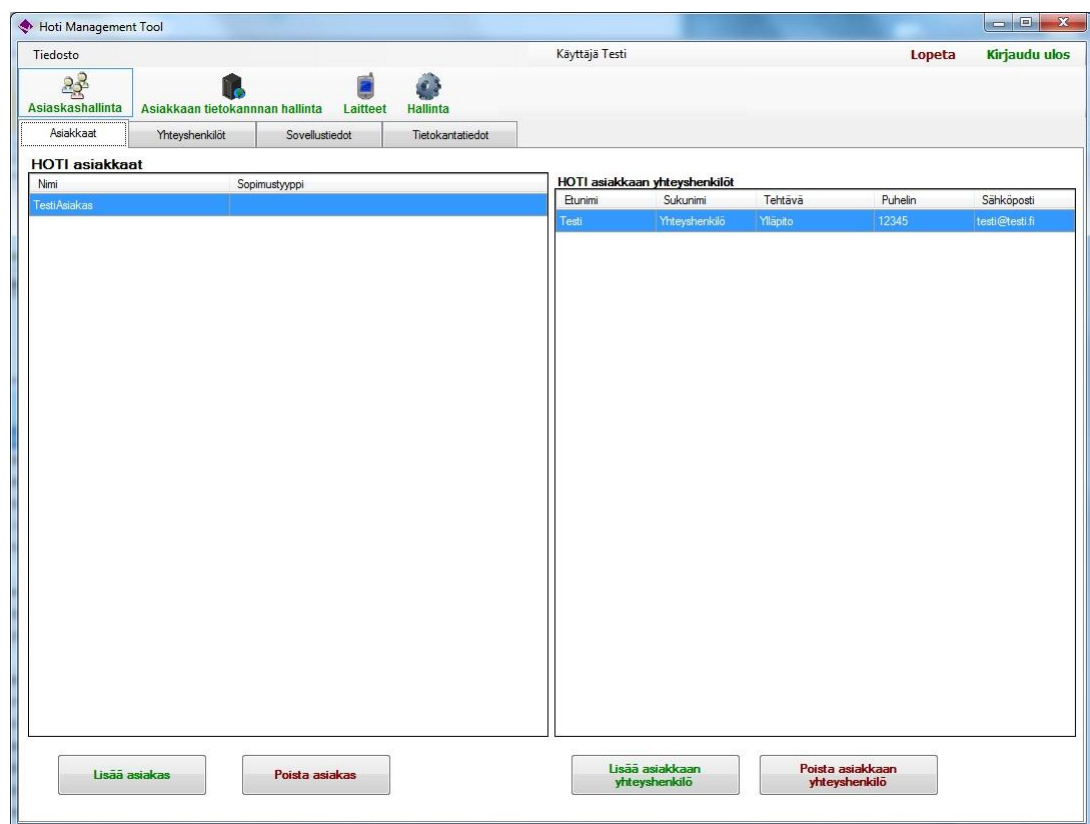 Hoti Management Tool
Tiedosto Käyttäjä Testi Lopeta Kirjaudu ulos
Asiaskashallinta Asiakkaan tietokannnan hallinta Laitteet Hallinta
Asiakkaat Yhteyshenkilöt Sovellustiedot Tietokantatiedot
HOTI asiakkaat
Nimi Sopimustyyppi
TestiAsiakas
HOTI asiakkaan yhteyshenkilöt
Etunimi Sukunimi Tehtävä Puhelin Sähköposti
Testi Yhteyshenkilö Ylläpito 12345 testi@testi.fi
Lisää asiakas
Poista asiakas
Lisää asiakkaan
yhteyshenkilö
Poista asiakkaan
yhteyshenkilö